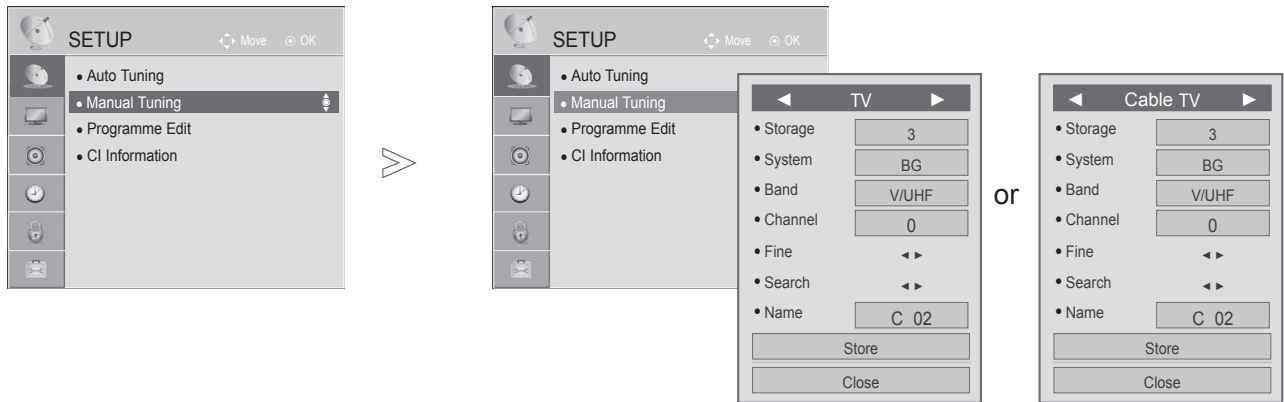 SETUP
Move OK
• Auto Tuning
• Manual Tuning
• Programme Edit
• CI Information
SETUP
Move OK
• Auto Tuning
• Manual Tuning
• Programme Edit
• CI Information
◄ TV ►
• Storage 3
• System BG
• Band V/UHF
• Channel 0
• Fine ◄ ►
• Search ◄ ►
• Name C 02
Store
Close
or
◄ Cable TV ►
• Storage 3
• System BG
• Band V/UHF
• Channel 0
• Fine ◄ ►
• Search ◄ ►
• Name C 02
Store
Close